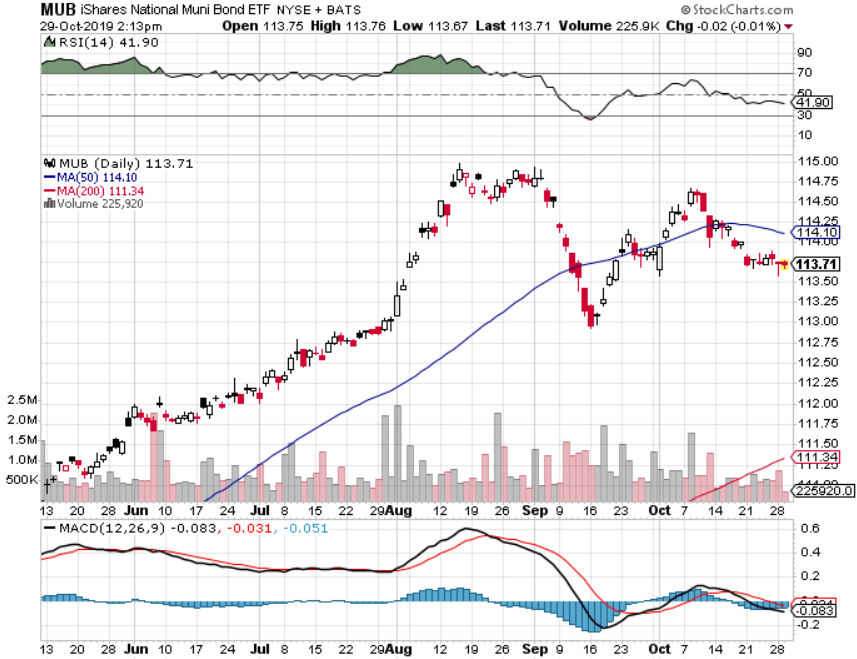 MUB iShares National Muni Bond ETF NYSE + BATS © StockCharts.com
29-Oct-2019 2:13pm Open 113.75 High 113.76 Low 113.67 Last 113.71 Volume 225.9K Chg -0.02 (-0.01%)
RSI(14) 41.90
90
70
50
41.90
30
10
MUB (Daily) 113.71
MA(50) 114.10
MA(200) 111.34
Volume 225,920
115.00
114.75
114.50
114.25
114.10
114.00
113.71
113.50
113.25
113.00
112.75
112.50
112.25
2.5M 112.00
2.0M 111.75
1.5M 111.50
1.0M 111.34
111.25
500K
225920.0
13 20 28 Jun 10 17 24 Jul 8 15 22 29 Aug 12 19 26 Sep 9 16 23 Oct 7 14 21 28
MACD(12,26,9) -0.083, -0.031, -0.051
0.6
0.4
0.2
-0.083
-0.2
13 20 28 Jun 10 17 24 Jul 8 15 22 29 Aug 12 19 26 Sep 9 16 23 Oct 7 14 21 28